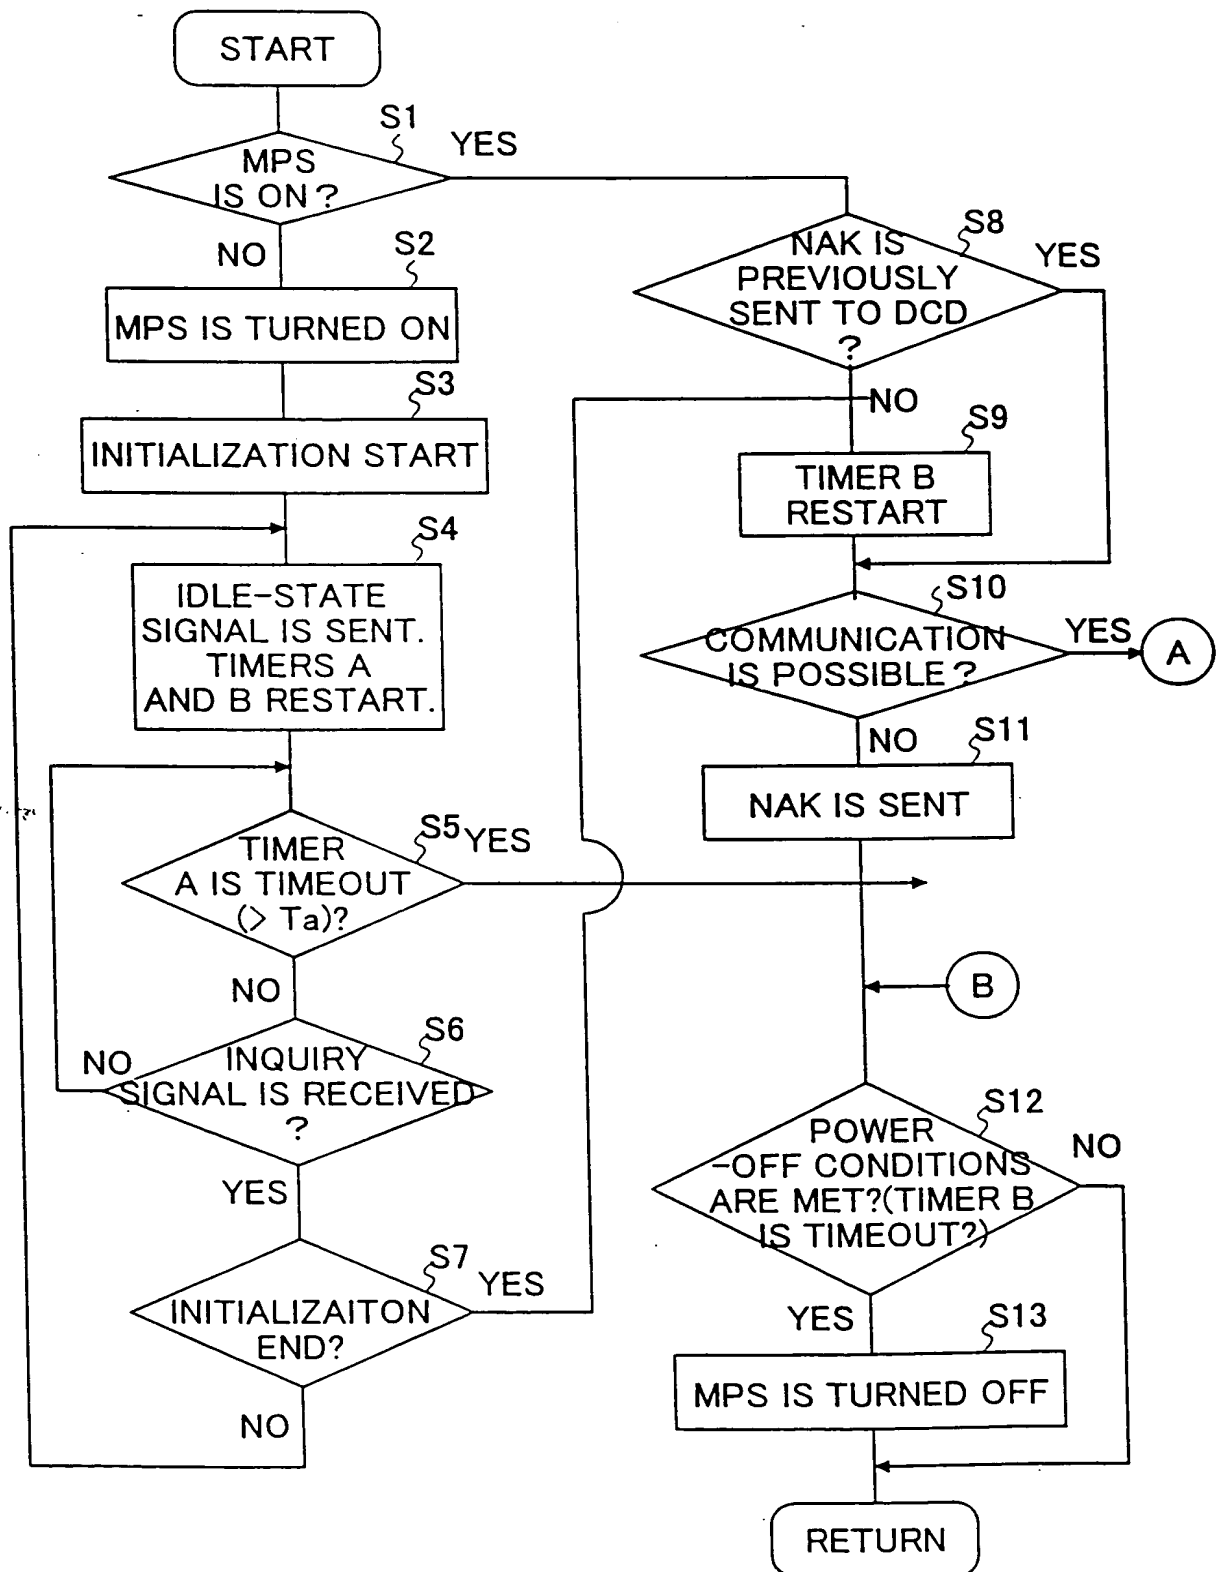 START
S1
YES
MPS
IS ON?
NO
S2
MPS IS TURNED ON
S3
INITIALIZATION START
S4
IDLE-STATE
SIGNAL IS SENT.
TIMERS A
AND B RESTART.
S5
YES
TIMER
A IS TIMEOUT
(> Ta)?
NO
S6
NO
INQUIRY
SIGNAL IS RECEIVED
?
YES
S7
YES
INITIALIZAITON
END?
NO
S8
YES
NAK IS
PREVIOUSLY
SENT TO DCD
?
NO
S9
TIMER B
RESTART
S10
COMMUNICATION
IS POSSIBLE?
YES
A
NO
S11
NAK IS SENT
B
S12
POWER
-OFF CONDITIONS
ARE MET?(TIMER B
IS TIMEOUT?)
NO
YES
S13
MPS IS TURNED OFF
RETURN